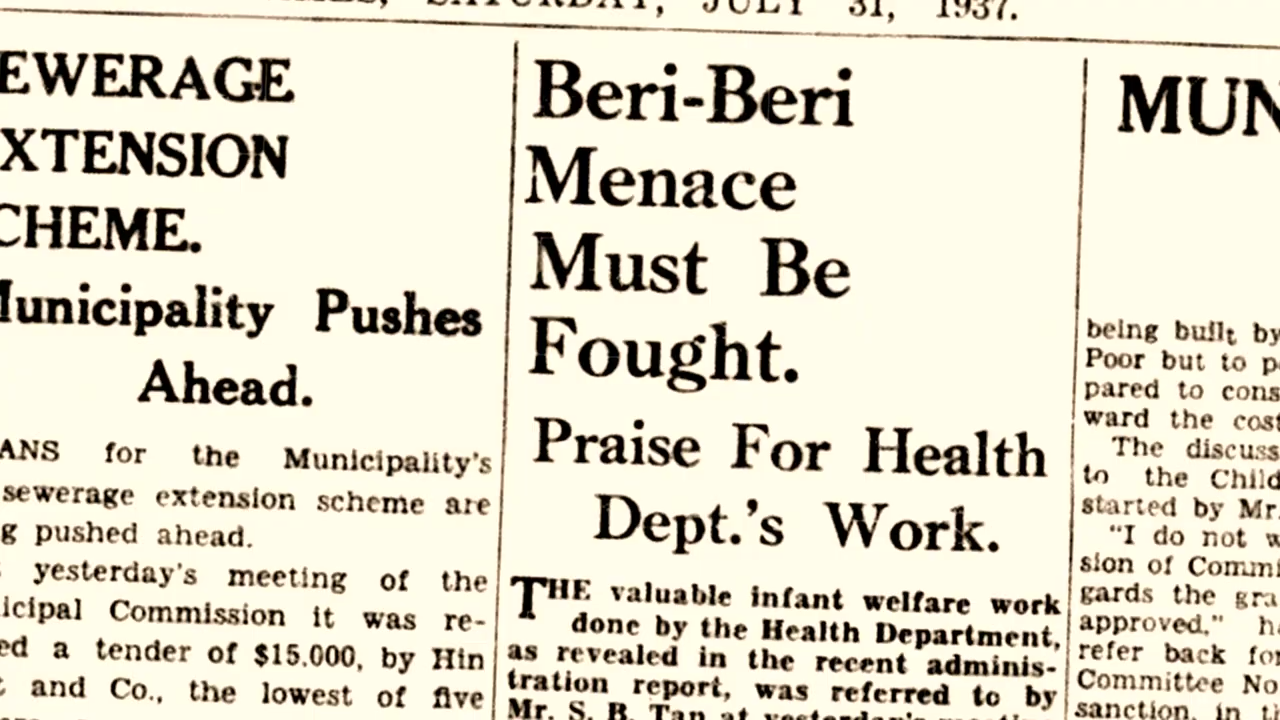 SATURDAY, JULY 31, 1937.
EWERAGE
XTENSION
CHEME.
Municipality Pushes
Ahead.
ANS for the Municipality's
sewerage extension scheme are
g pushed ahead.
yesterday's meeting of the
icipal Commission it was re-
ed a tender of $15.000, by Hin
and Co., the lowest of five
Beri-Beri
Menace
Must Be
Fought.
Praise For Health
Dept.'s Work.
THE valuable infant welfare work
done by the Health Department,
as revealed in the recent adminis-
tration report, was referred to by
Mr. S. B. Tan at yesterday's meeting
MUN
being built by
Poor but to p
pared to cons
ward the cost
The discuss
to the Child
started by Mr.
"I do not w
sion of Commi
gards the gra
approved," h
refer back for
Committee No
sanction, in t